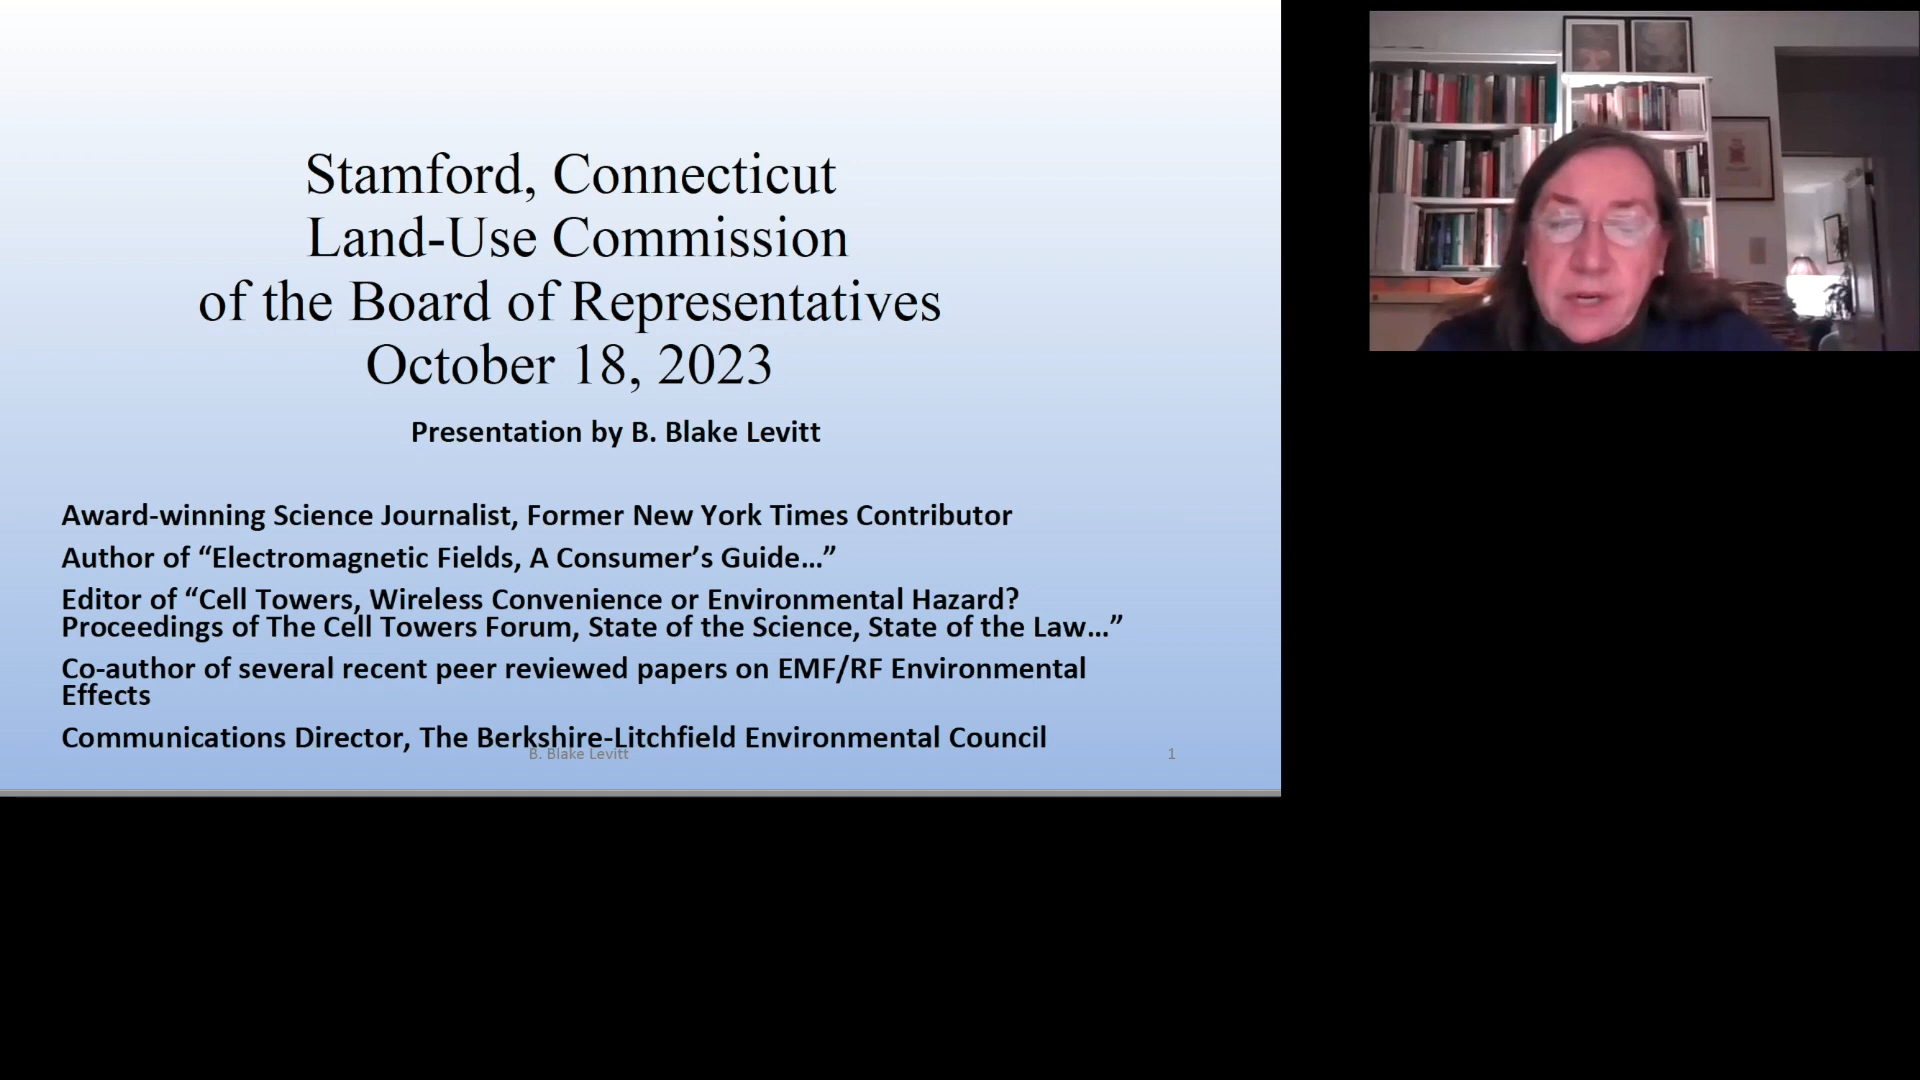 Stamford, Connecticut
Land-Use Commission
of the Board of Representatives
October 18, 2023
Presentation by B. Blake Levitt
Award-winning Science Journalist, Former New York Times Contributor
Author of “Electromagnetic Fields, A Consumer’s Guide…”
Editor of “Cell Towers, Wireless Convenience or Environmental Hazard?
Proceedings of The Cell Towers Forum, State of the Science, State of the Law…”
Co-author of several recent peer reviewed papers on EMF/RF Environmental
Effects
Communications Director, The Berkshire-Litchfield Environmental Council
B. Blake Levitt
1